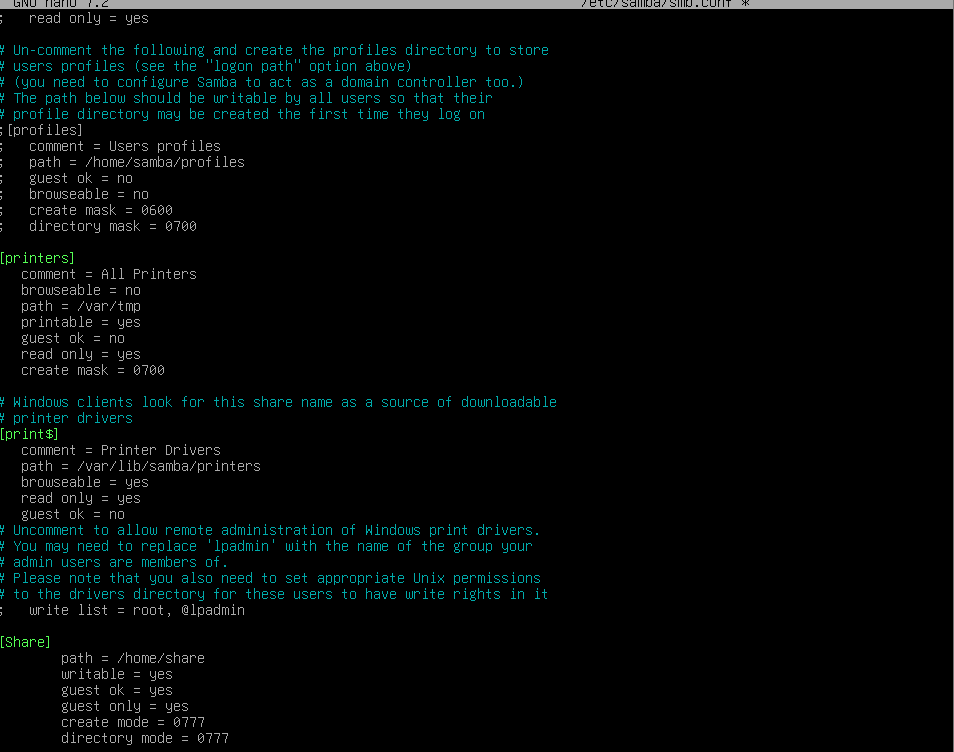 GNU nano 7.2 /etc/samba/smb.conf *
;   read only = yes
# Un-comment the following and create the profiles directory to store
# users profiles (see the "logon path" option above)
# (you need to configure Samba to act as a domain controller too.)
# The path below should be writable by all users so that their
# profile directory may be created the first time they log on
;[profiles]
;   comment = Users profiles
;   path = /home/samba/profiles
;   guest ok = no
;   browseable = no
;   create mask = 0600
;   directory mask = 0700
[printers]
   comment = All Printers
   browseable = no
   path = /var/tmp
   printable = yes
   guest ok = no
   read only = yes
   create mask = 0700
# Windows clients look for this share name as a source of downloadable
# printer drivers
[print$]
   comment = Printer Drivers
   path = /var/lib/samba/printers
   browseable = yes
   read only = yes
   guest ok = no
# Uncomment to allow remote administration of Windows print drivers.
# You may need to replace 'lpadmin' with the name of the group your
# admin users are members of.
# Please note that you also need to set appropriate Unix permissions
# to the drivers directory for these users to have write rights in it
;   write list = root, @lpadmin
[Share]
        path = /home/share
        writable = yes
        guest ok = yes
        guest only = yes
        create mode = 0777
        directory mode = 0777